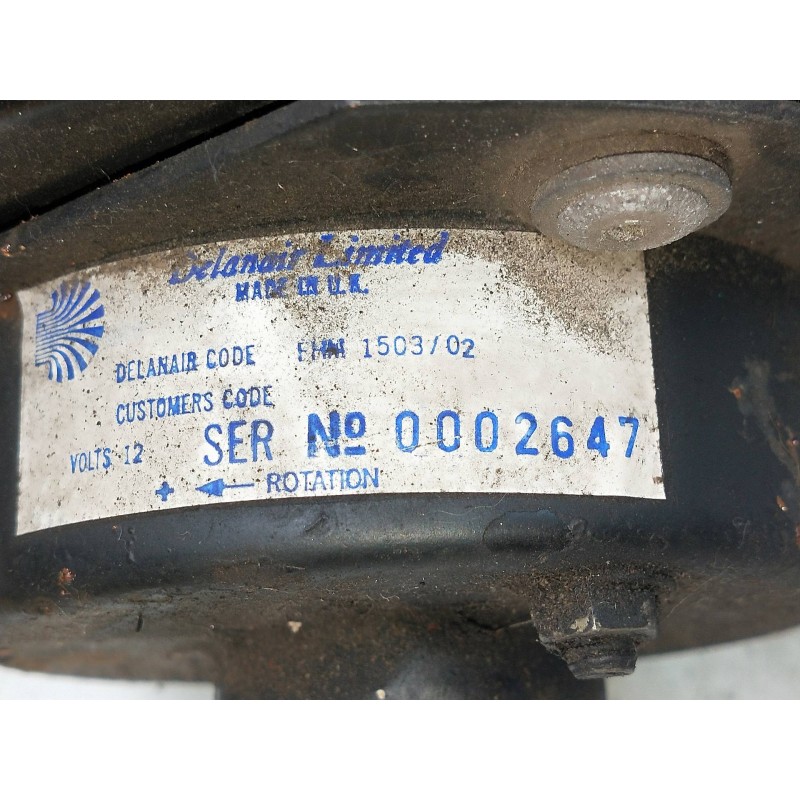 Delanair Limited
MADE IN U.K.
DELANAIR CODE EHM 1503/02
CUSTOMERS CODE
VOLTS 12 SER Nº 0002647
+ ← ROTATION